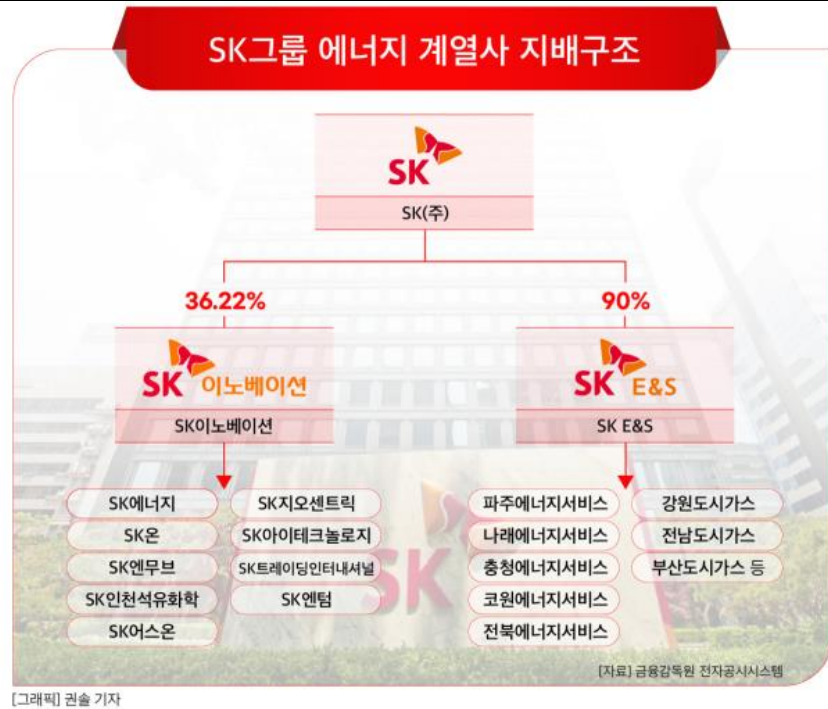 SK그룹 에너지 계열사 지배구조
SK
SK(주)
36.22%
90%
SK 이노베이션
SK E&S
SK이노베이션
SK E&S
SK에너지
SK지오센트릭
SK온
SK아이테크놀로지
SK엔무브
SK트레이딩인터내셔널
SK인천석유화학
SK엔텀
SK어스온
파주에너지서비스
강원도시가스
나래에너지서비스
전남도시가스
충청에너지서비스
부산도시가스 등
코원에너지서비스
전북에너지서비스
SK
[자료] 금융감독원 전자공시시스템
[그래픽] 권솔 기자